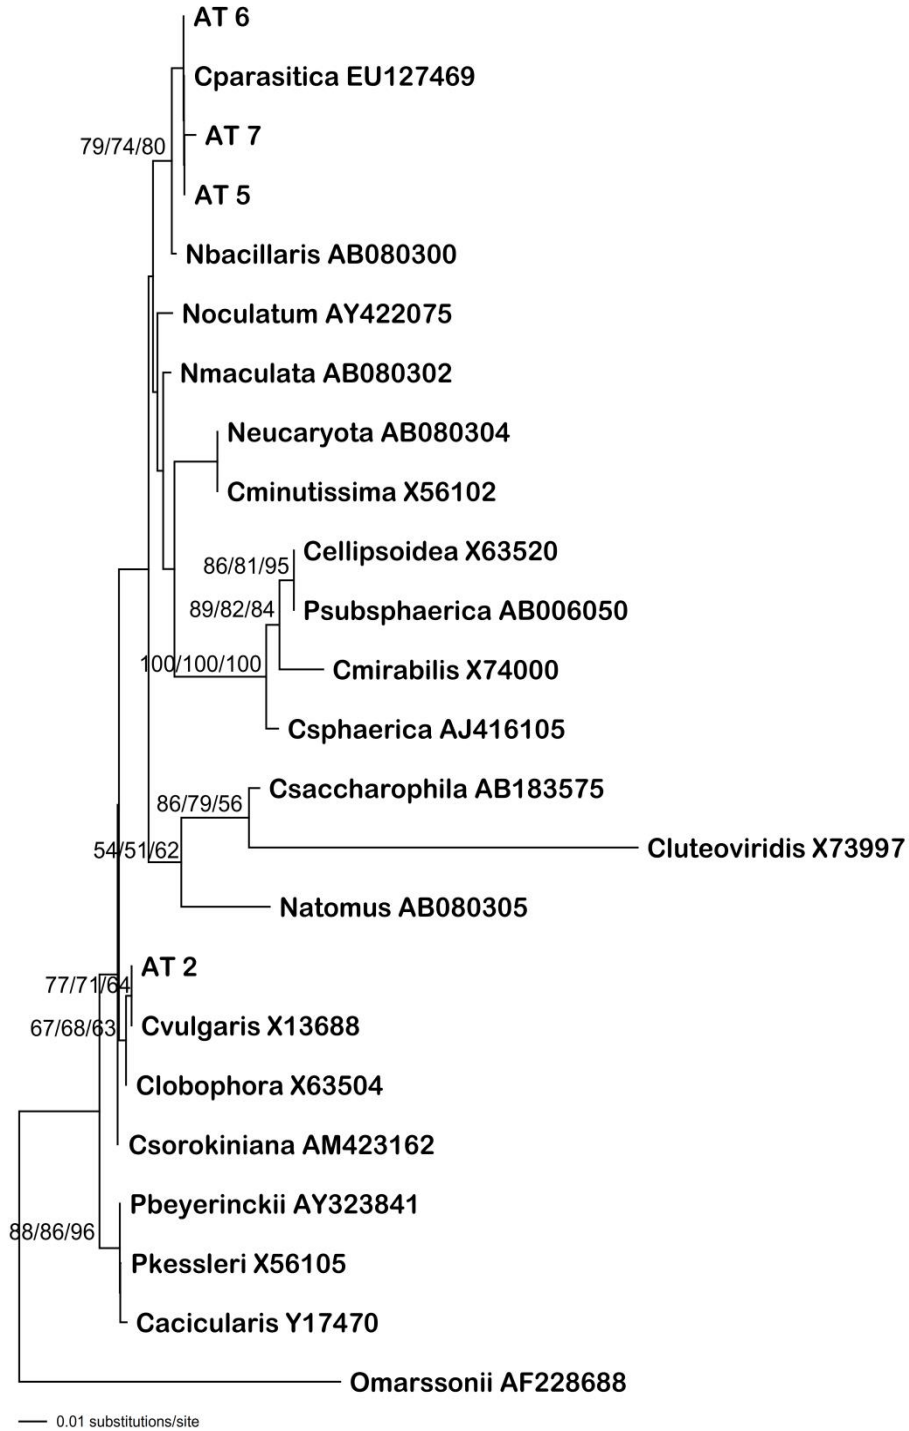 AT 6
Cparasitica EU127469
AT 7
79/74/80
AT 5
Nbacillaris AB080300
Noculatum AY422075
Nmaculata AB080302
Neucaryota AB080304
Cminutissima X56102
Cellipsoidea X63520
86/81/95
89/82/84
Psubsphaerica AB006050
100/100/100
Cmirabilis X74000
Csphaerica AJ416105
Csaccharophila AB183575
86/79/56
54/51/62
Cluteoviridis X73997
Natomus AB080305
AT 2
77/71/64
67/68/63
Cvulgaris X13688
Clobophora X63504
Csorokiniana AM423162
Pbeyerinckii AY323841
88/86/96
Pkessleri X56105
Cacicularis Y17470
Omarssonii AF228688
0.01 substitutions/site